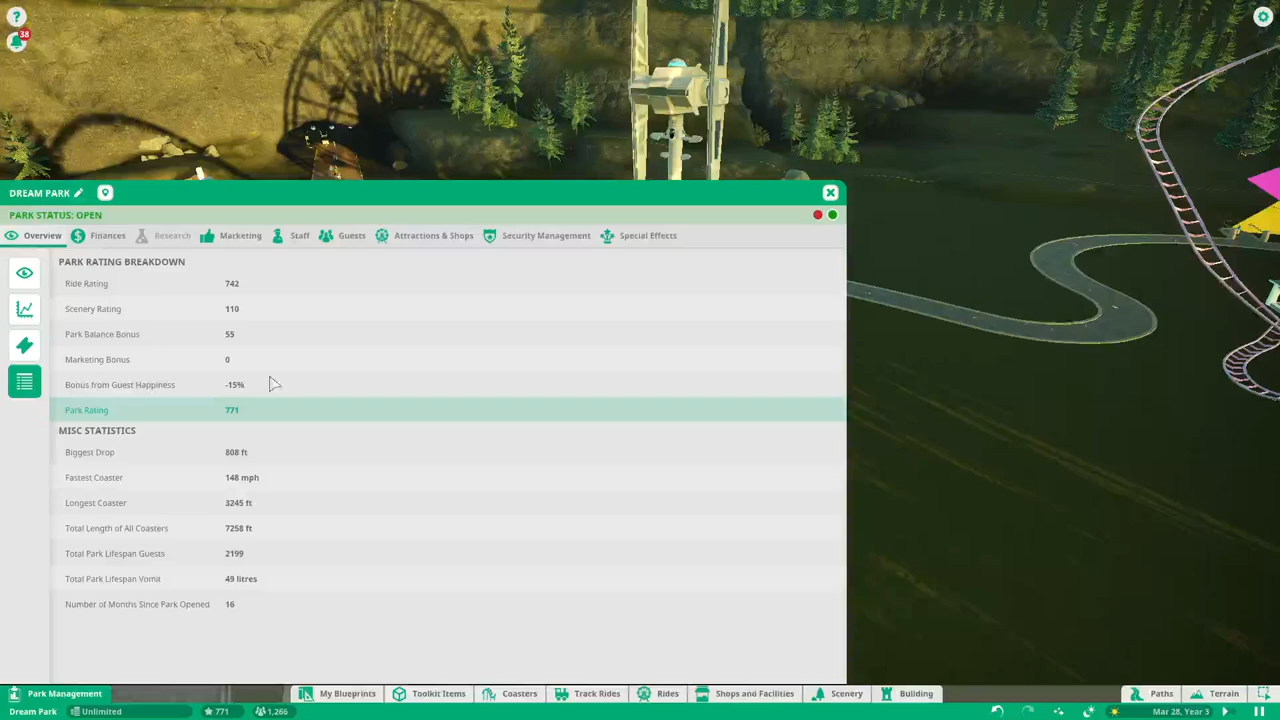 ?
38
DREAM PARK
PARK STATUS: OPEN
Overview Finances Research Marketing Staff Guests Attractions & Shops Security Management Special Effects
PARK RATING BREAKDOWN
Ride Rating 742
Scenery Rating 110
Park Balance Bonus 55
Marketing Bonus 0
Bonus from Guest Happiness -15%
Park Rating 771
MISC STATISTICS
Biggest Drop 808 ft
Fastest Coaster 148 mph
Longest Coaster 3245 ft
Total Length of All Coasters 7258 ft
Total Park Lifespan Guests 2199
Total Park Lifespan Vomit 49 litres
Number of Months Since Park Opened 16
Park Management My Blueprints Toolkit Items Coasters Track Rides Rides Shops and Facilities Scenery Building Paths Terrain
Dream Park Unlimited 771 1,266 Mar 28, Year 3